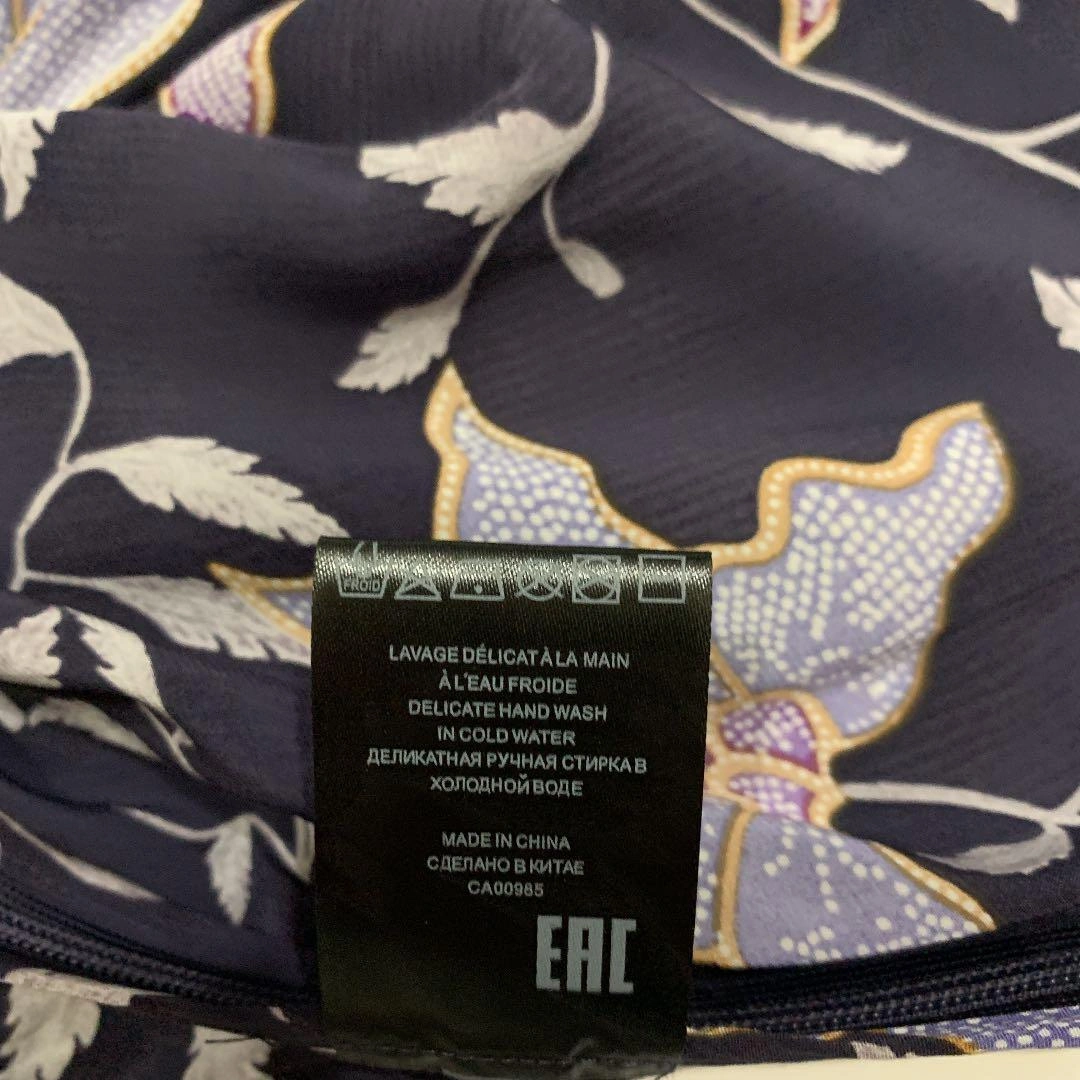 FROID
LAVAGE DÉLICAT À LA MAIN
À L'EAU FROIDE
DELICATE HAND WASH
IN COLD WATER
ДЕЛИКАТНАЯ РУЧНАЯ СТИРКА В
ХОЛОДНОЙ ВОДЕ
MADE IN CHINA
СДЕЛАНО В КИТАЕ
CA00985
EAC